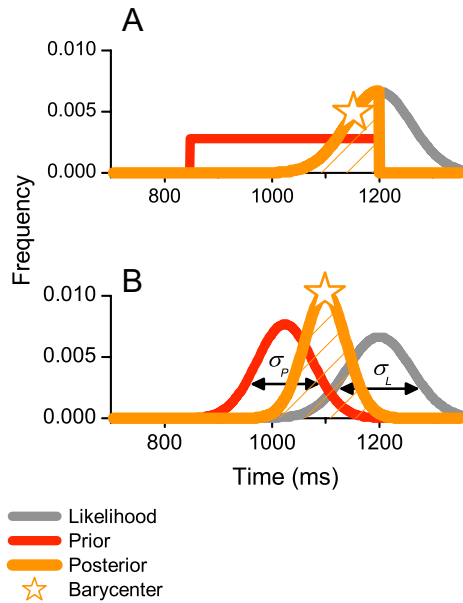 A
0.010
0.005
0.000
800 1000 1200
Frequency
B
0.010
σP σL
0.005
0.000
800 1000 1200
Time (ms)
Likelihood
Prior
Posterior
Barycenter